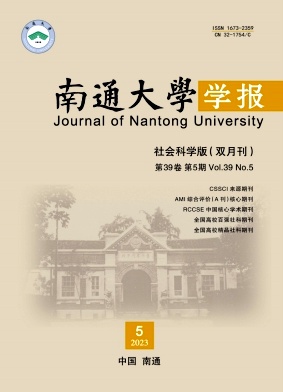 ISSN 1673-2359
CN 32-1754/G
南通大學学报
Journal of Nantong University
社会科学版(双月刊)
第39卷 第5期 Vol.39 No.5
CSSCI 来源期刊
AMI 综合评价(A 刊)核心期刊
RCCSE 中国核心学术期刊
全国高校百强社科期刊
全国高校精品社科期刊
5
2023
中国 南通